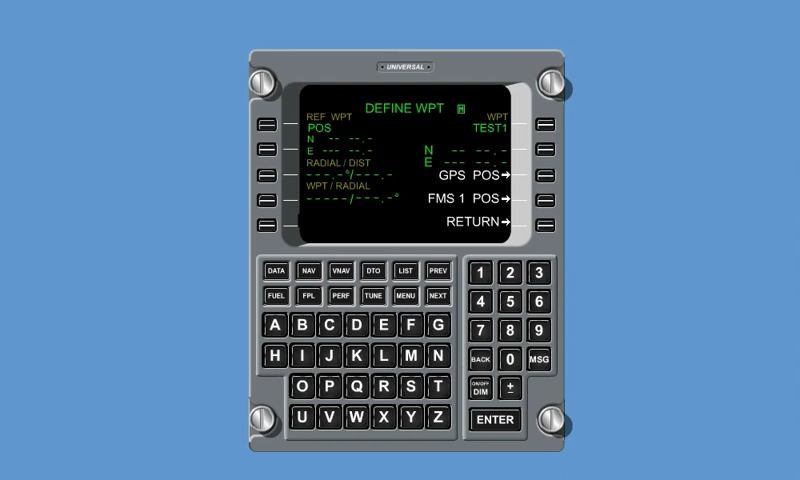 UNIVERSAL
DEFINE WPT M
REF WPT WPT
POS TEST1
N -- --.-
E --- --.-
N -- --.-
E --- --.-
RADIAL / DIST
---.-°/---.-
GPS POS→
WPT / RADIAL
-----/---.-°
FMS 1 POS→
RETURN→
DATA NAV VNAV DTO LIST PREV
FUEL FPL PERF TUNE MENU NEXT
A B C D E F G
H I J K L M N
O P Q R S T
U V W X Y Z
1 2 3
4 5 6
7 8 9
BACK 0 MSG
ON/OFF
DIM ±
ENTER